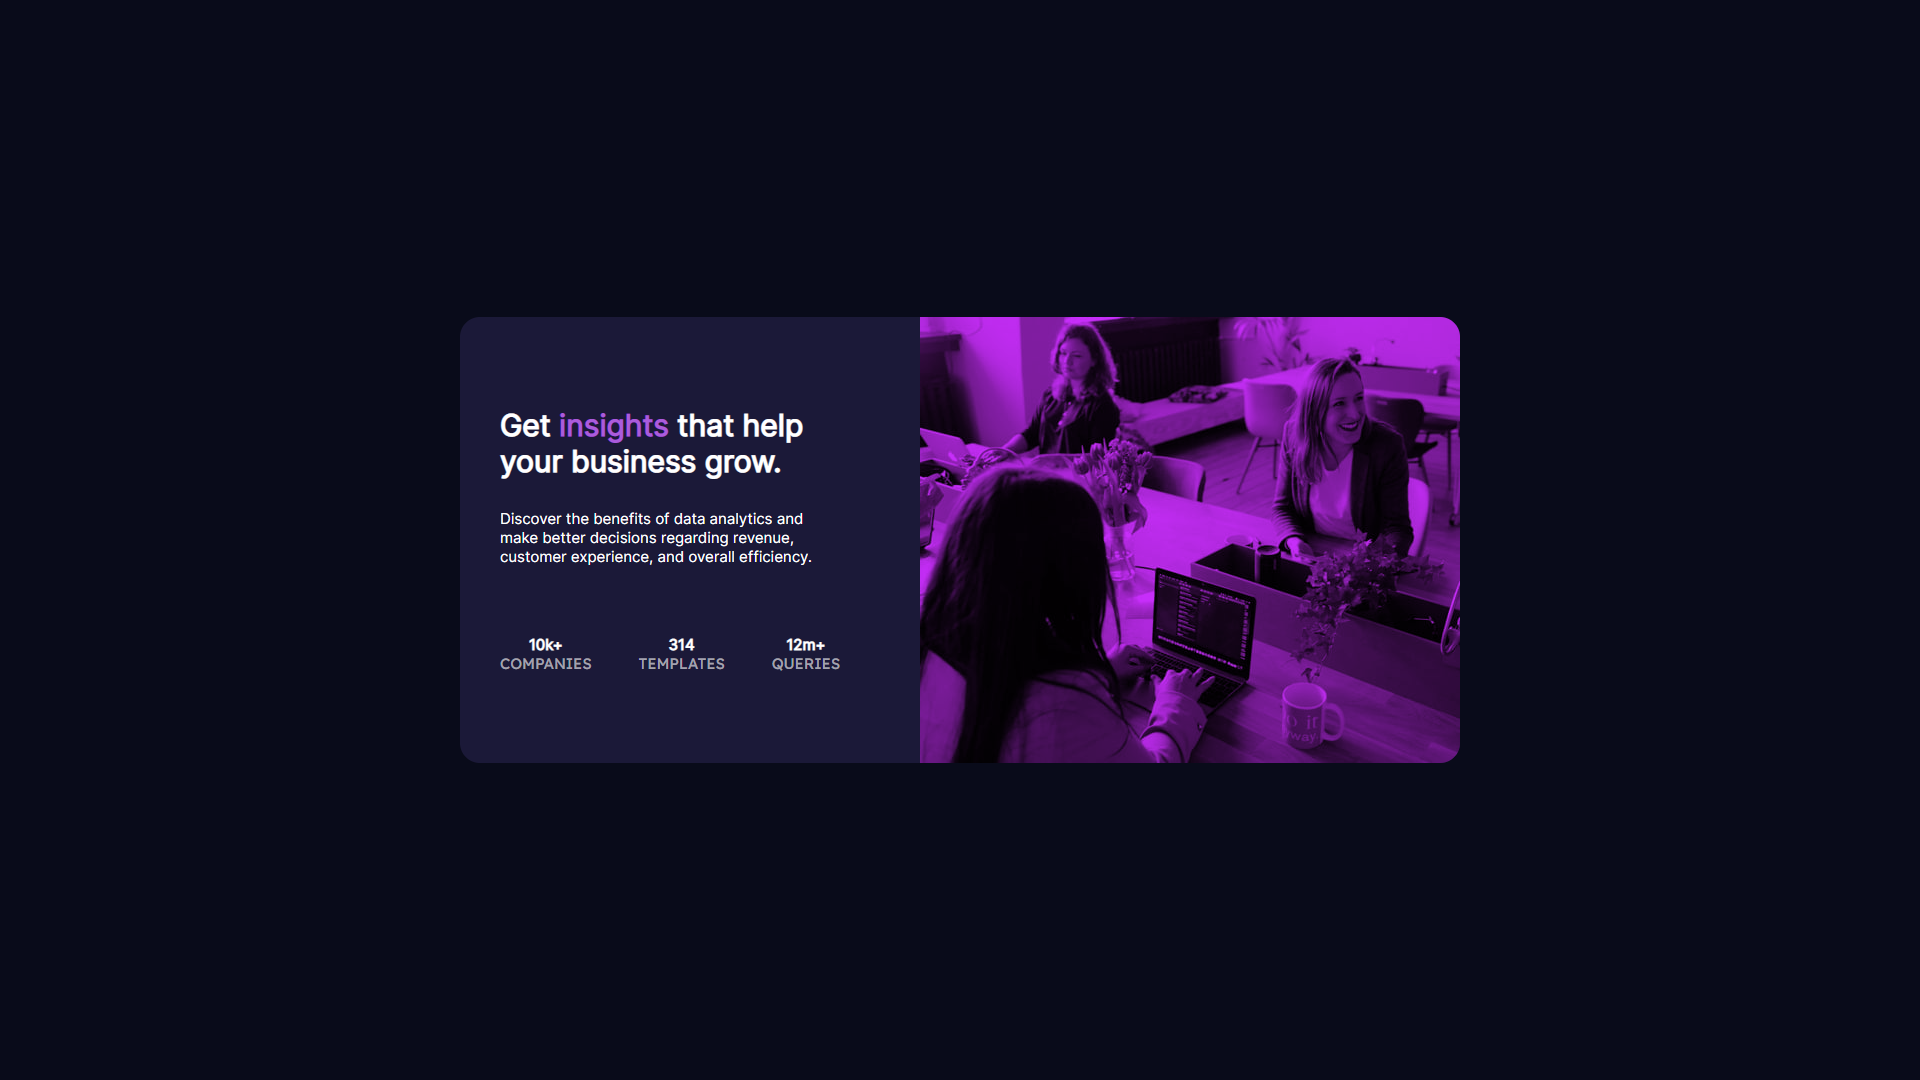 Get insights that help
your business grow.
Discover the benefits of data analytics and
make better decisions regarding revenue,
customer experience, and overall efficiency.
10k+ 314 12m+
COMPANIES TEMPLATES QUERIES